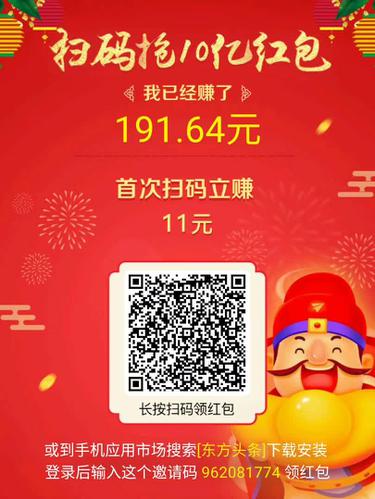 扫码抢10亿红包
我已经赚了
191.64元
首次扫码立赚
11元
长按扫码领红包
或到手机应用市场搜索[东方头条]下载安装
登录后输入这个邀请码 962081774 领红包